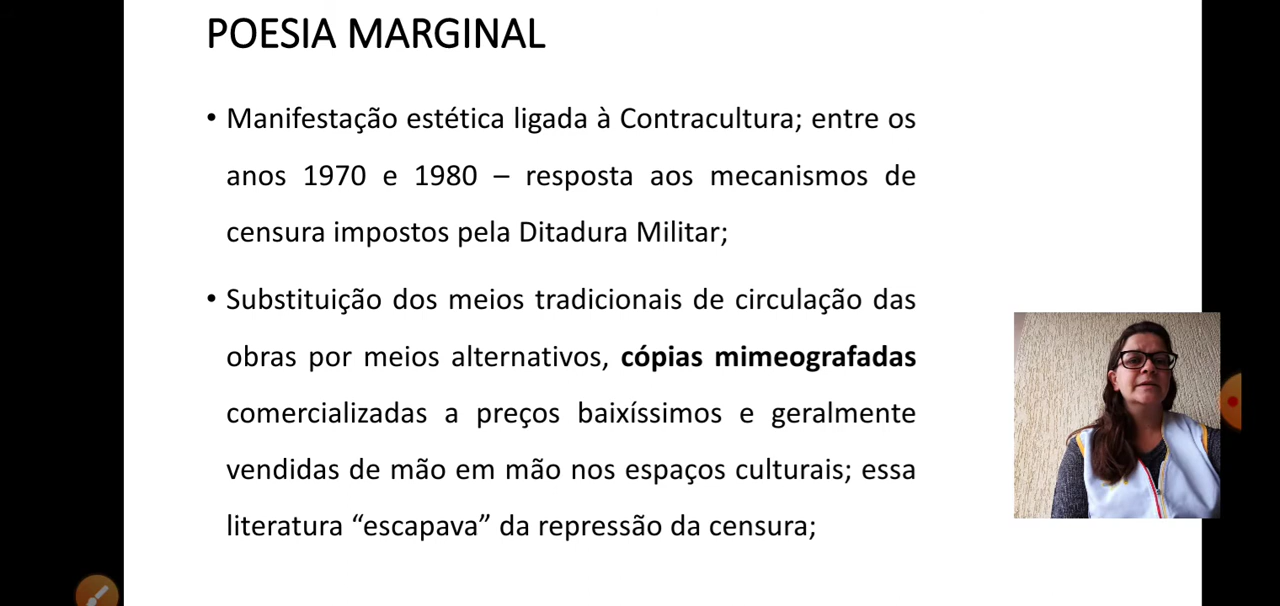 POESIA MARGINAL
• Manifestação estética ligada à Contracultura; entre os
anos 1970 e 1980 – resposta aos mecanismos de
censura impostos pela Ditadura Militar;
• Substituição dos meios tradicionais de circulação das
obras por meios alternativos, cópias mimeografadas
comercializadas a preços baixíssimos e geralmente
vendidas de mão em mão nos espaços culturais; essa
literatura “escapava” da repressão da censura;